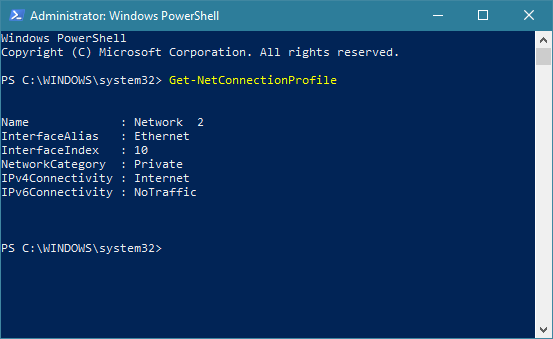 Administrator: Windows PowerShell
Windows PowerShell
Copyright (C) Microsoft Corporation. All rights reserved.
PS C:\WINDOWS\system32> Get-NetConnectionProfile
Name             : Network  2
InterfaceAlias   : Ethernet
InterfaceIndex   : 10
NetworkCategory  : Private
IPv4Connectivity : Internet
IPv6Connectivity : NoTraffic
PS C:\WINDOWS\system32>